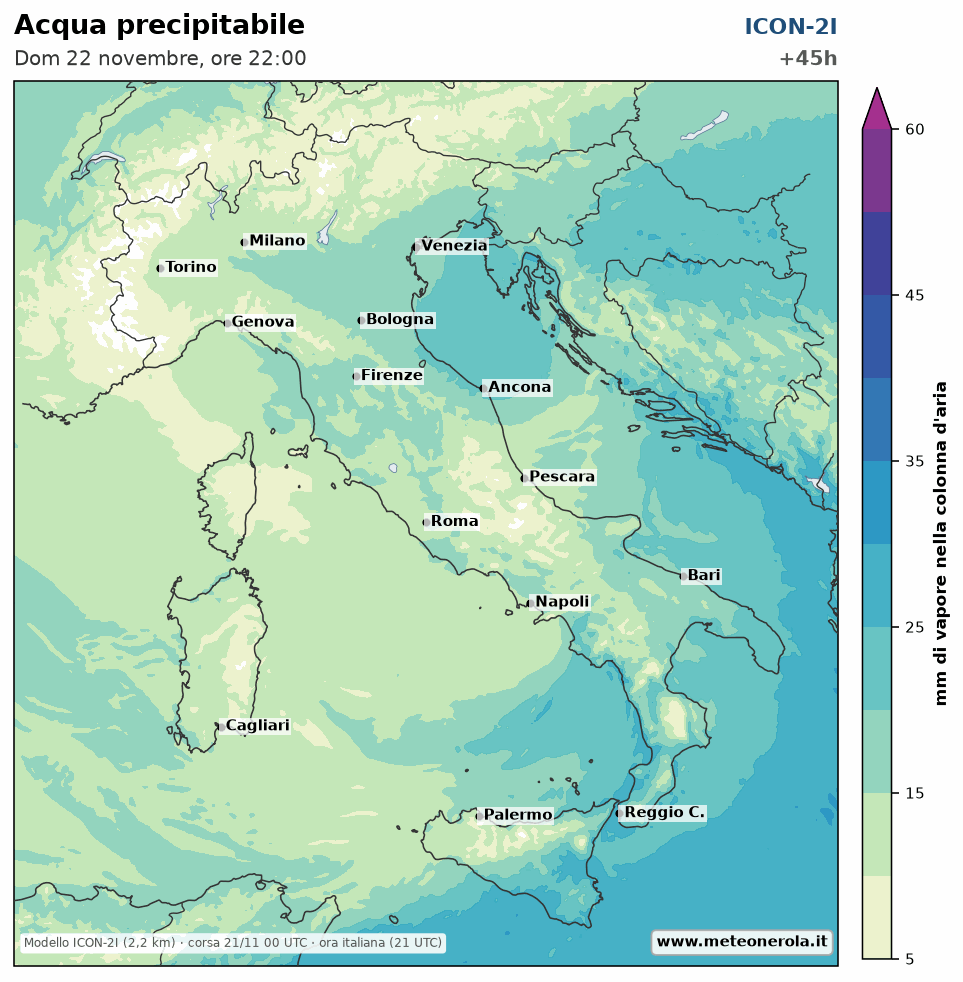 Acqua precipitabile
ICON-2I
Dom 22 novembre, ore 22:00
+45h
60
Milano
Venezia
Torino
45
Genova
Bologna
Firenze
Ancona
35
Pescara
Roma
Bari
Napoli
25
mm di vapore nella colonna d'aria
Cagliari
15
Palermo
Reggio C.
Modello ICON-2I (2,2 km) · corsa 21/11 00 UTC · ora italiana (21 UTC)
www.meteonerola.it
5